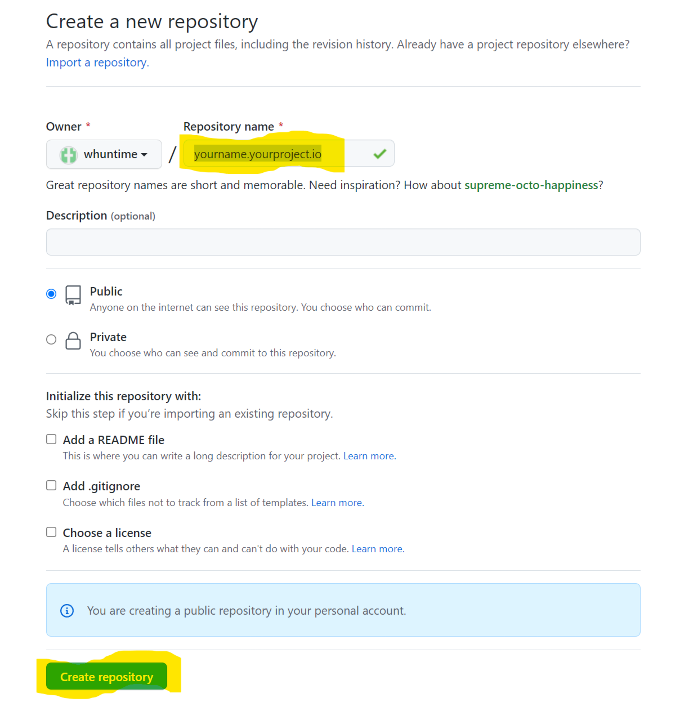 Create a new repository
A repository contains all project files, including the revision history. Already have a project repository elsewhere?
Import a repository.
Owner * Repository name *
whuntime / yourname.yourproject.io
Great repository names are short and memorable. Need inspiration? How about supreme-octo-happiness?
Description (optional)
Public
Anyone on the internet can see this repository. You choose who can commit.
Private
You choose who can see and commit to this repository.
Initialize this repository with:
Skip this step if you're importing an existing repository.
Add a README file
This is where you can write a long description for your project. Learn more.
Add .gitignore
Choose which files not to track from a list of templates. Learn more.
Choose a license
A license tells others what they can and can't do with your code. Learn more.
You are creating a public repository in your personal account.
Create repository